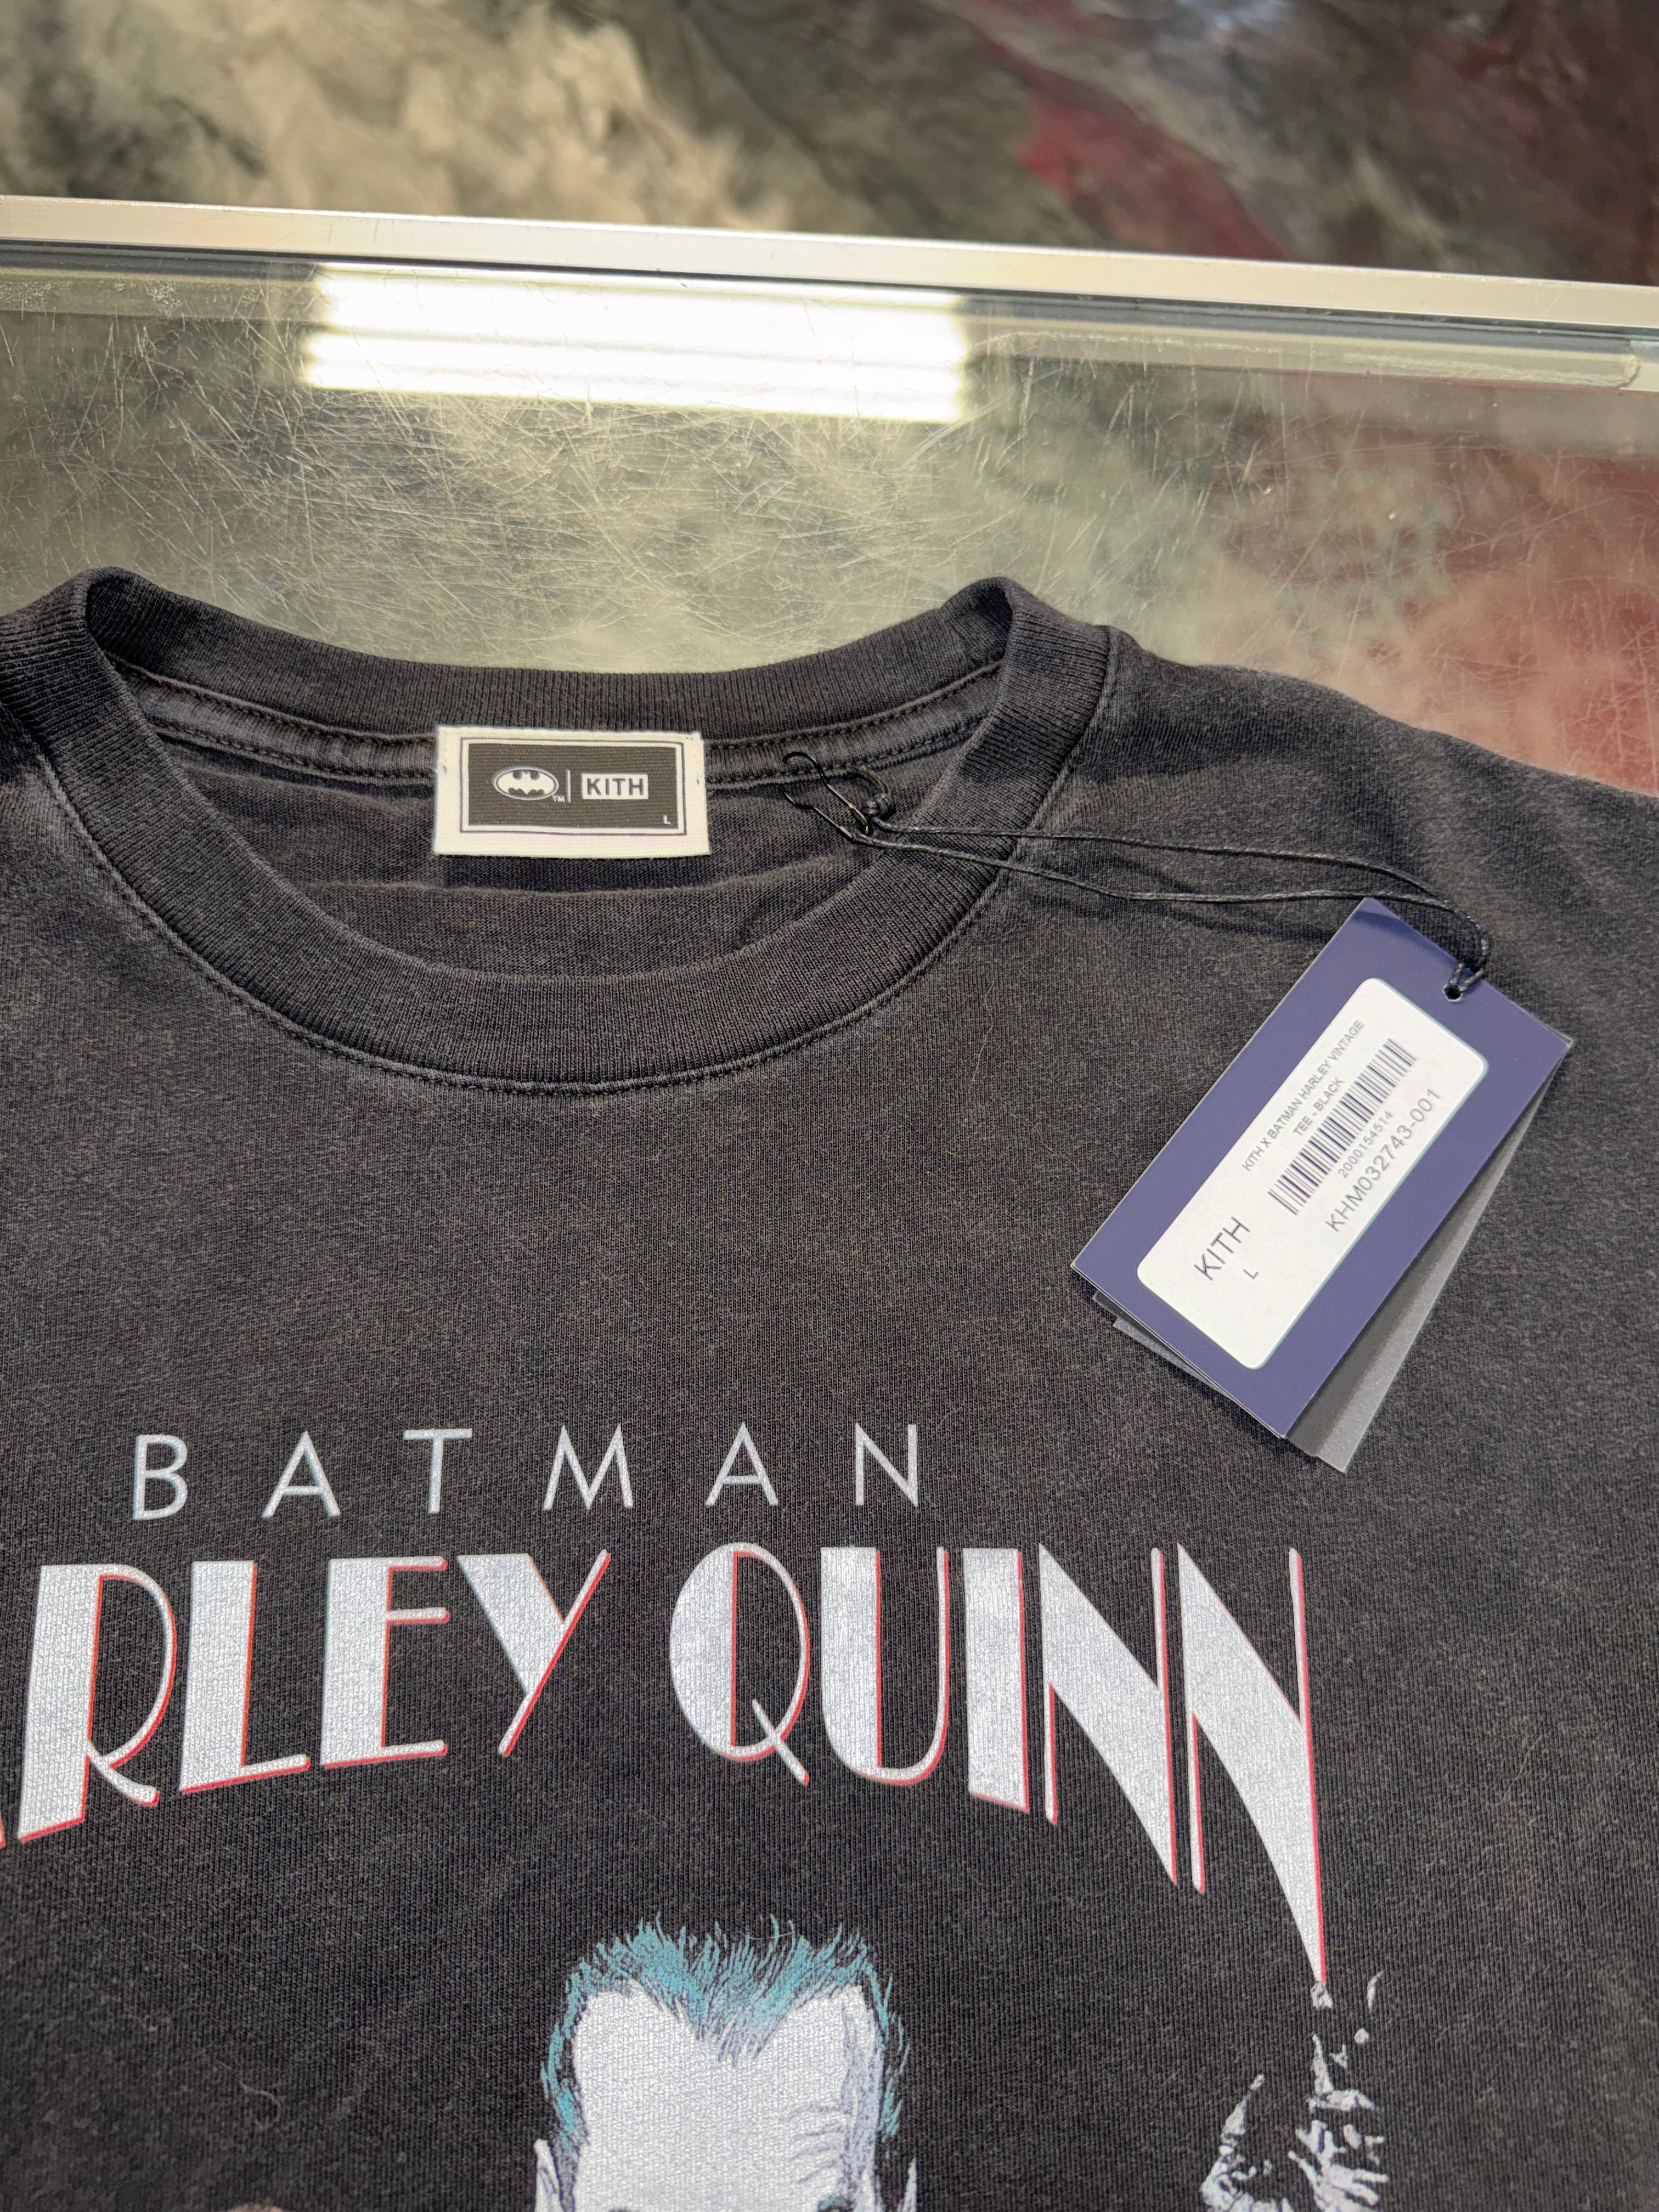 KITH
L
KITH X BATMAN HARLEY VINTAGE
TEE - BLACK
2000154514
KHM032743-001
KITH
L
BATMAN
RLEY QUINN